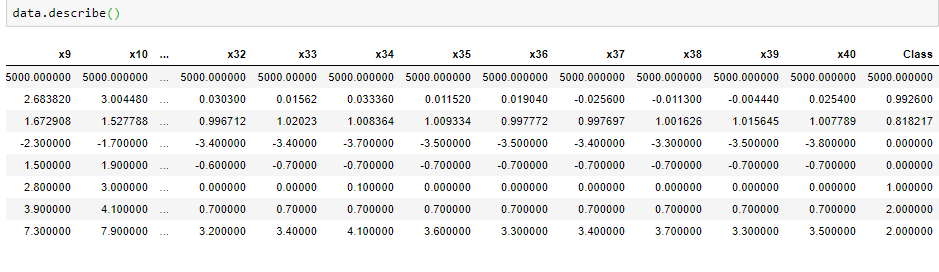 data.describe()
x9 x10 ... x32 x33 x34 x35 x36 x37 x38 x39 x40 Class
5000.000000 5000.000000 ... 5000.000000 5000.00000 5000.000000 5000.000000 5000.000000 5000.000000 5000.000000 5000.000000 5000.000000 5000.000000
2.683820 3.004480 ... 0.030300 0.01562 0.033360 0.011520 0.019040 -0.025600 -0.011300 -0.004440 0.025400 0.992600
1.672908 1.527788 ... 0.996712 1.02023 1.008364 1.009334 0.997772 0.997697 1.001626 1.015645 1.007789 0.818217
-2.300000 -1.700000 ... -3.400000 -3.40000 -3.700000 -3.500000 -3.500000 -3.400000 -3.300000 -3.500000 -3.800000 0.000000
1.500000 1.900000 ... -0.600000 -0.70000 -0.700000 -0.700000 -0.700000 -0.700000 -0.700000 -0.700000 -0.700000 0.000000
2.800000 3.000000 ... 0.000000 0.00000 0.100000 0.000000 0.000000 0.000000 0.000000 0.000000 0.000000 1.000000
3.900000 4.100000 ... 0.700000 0.70000 0.700000 0.700000 0.700000 0.700000 0.700000 0.700000 0.700000 2.000000
7.300000 7.900000 ... 3.200000 3.40000 4.100000 3.600000 3.300000 3.400000 3.700000 3.300000 3.500000 2.000000